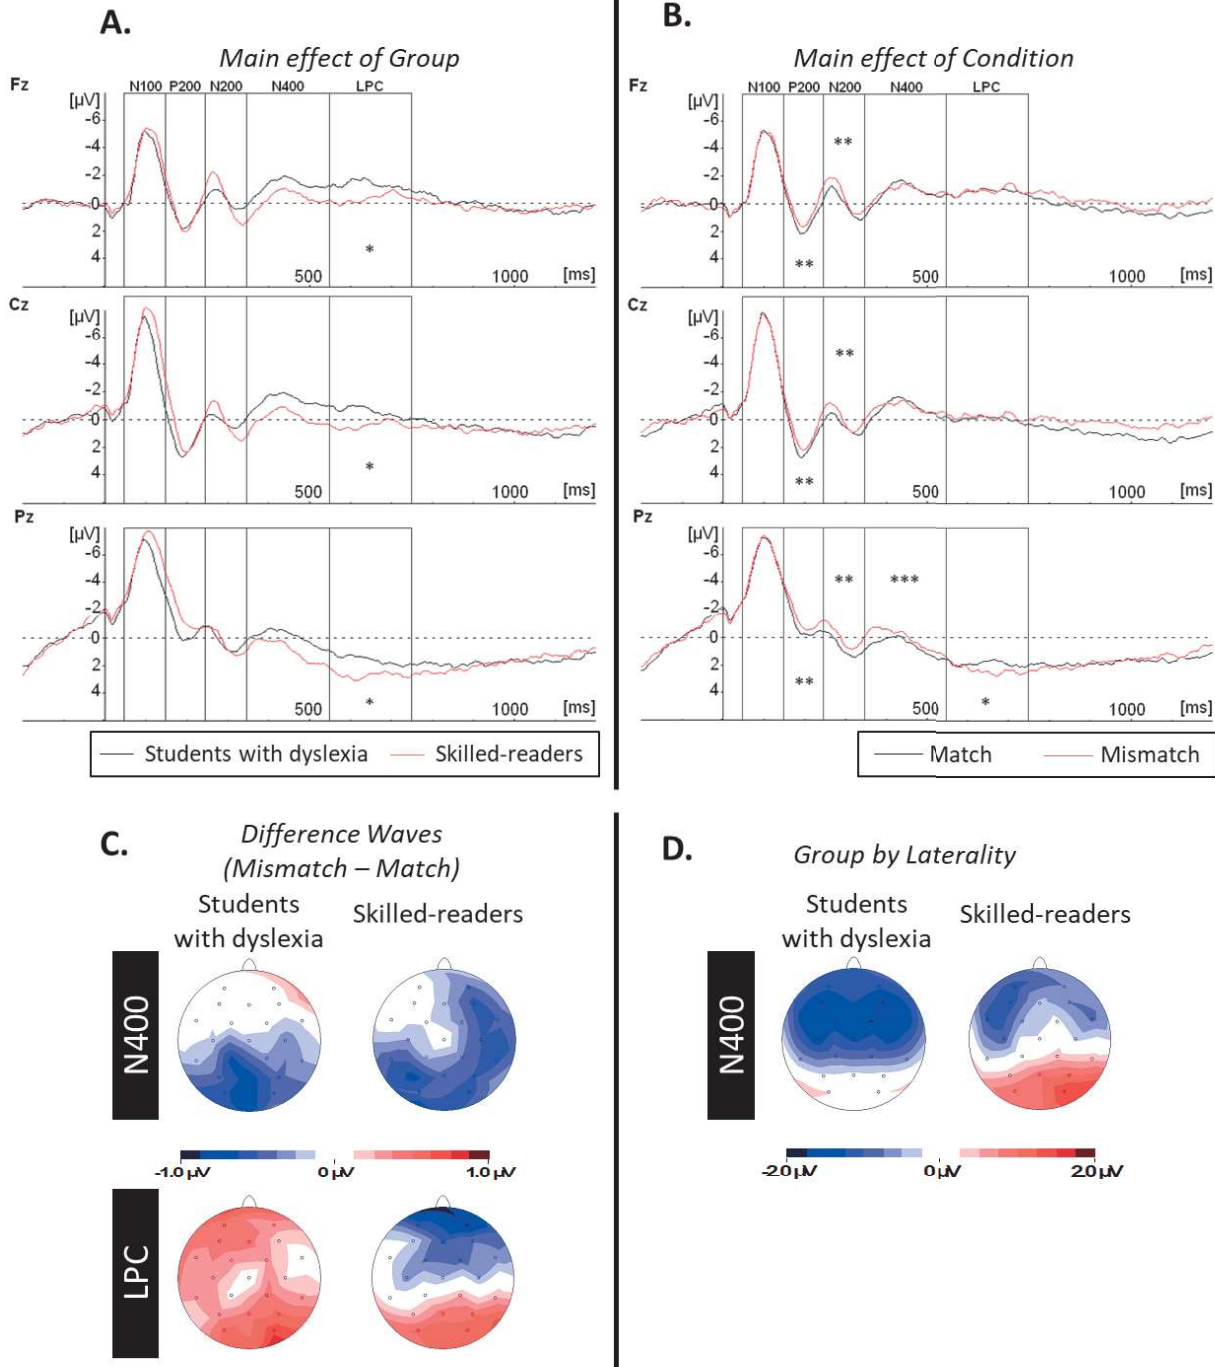 A.
Main effect of Group
Fz
N100 P200 N200 N400 LPC
[µV]
-6
-4
-2
0
2
4
*
500 1000 [ms]
Cz
[µV]
-6
-4
-2
0
2
4
*
500 1000 [ms]
Pz
[µV]
-6
-4
-2
0
2
4
*
500 1000 [ms]
Students with dyslexia Skilled-readers
B.
Main effect of Condition
Fz
N100 P200 N200 N400 LPC
[µV]
-6
-4
-2
0
2
4
**
**
500 1000 [ms]
Cz
[µV]
-6
-4
-2
0
2
4
**
**
500 1000 [ms]
Pz
[µV]
-6
-4
-2
0
2
4
** ***
**
*
500 1000 [ms]
Match Mismatch
C.
Difference Waves
(Mismatch – Match)
Students
with dyslexia
Skilled-readers
N400
-1.0 µV 0 µV 1.0 µV
LPC
D.
Group by Laterality
Students
with dyslexia
Skilled-readers
N400
-2.0 µV 0 µV 2.0 µV